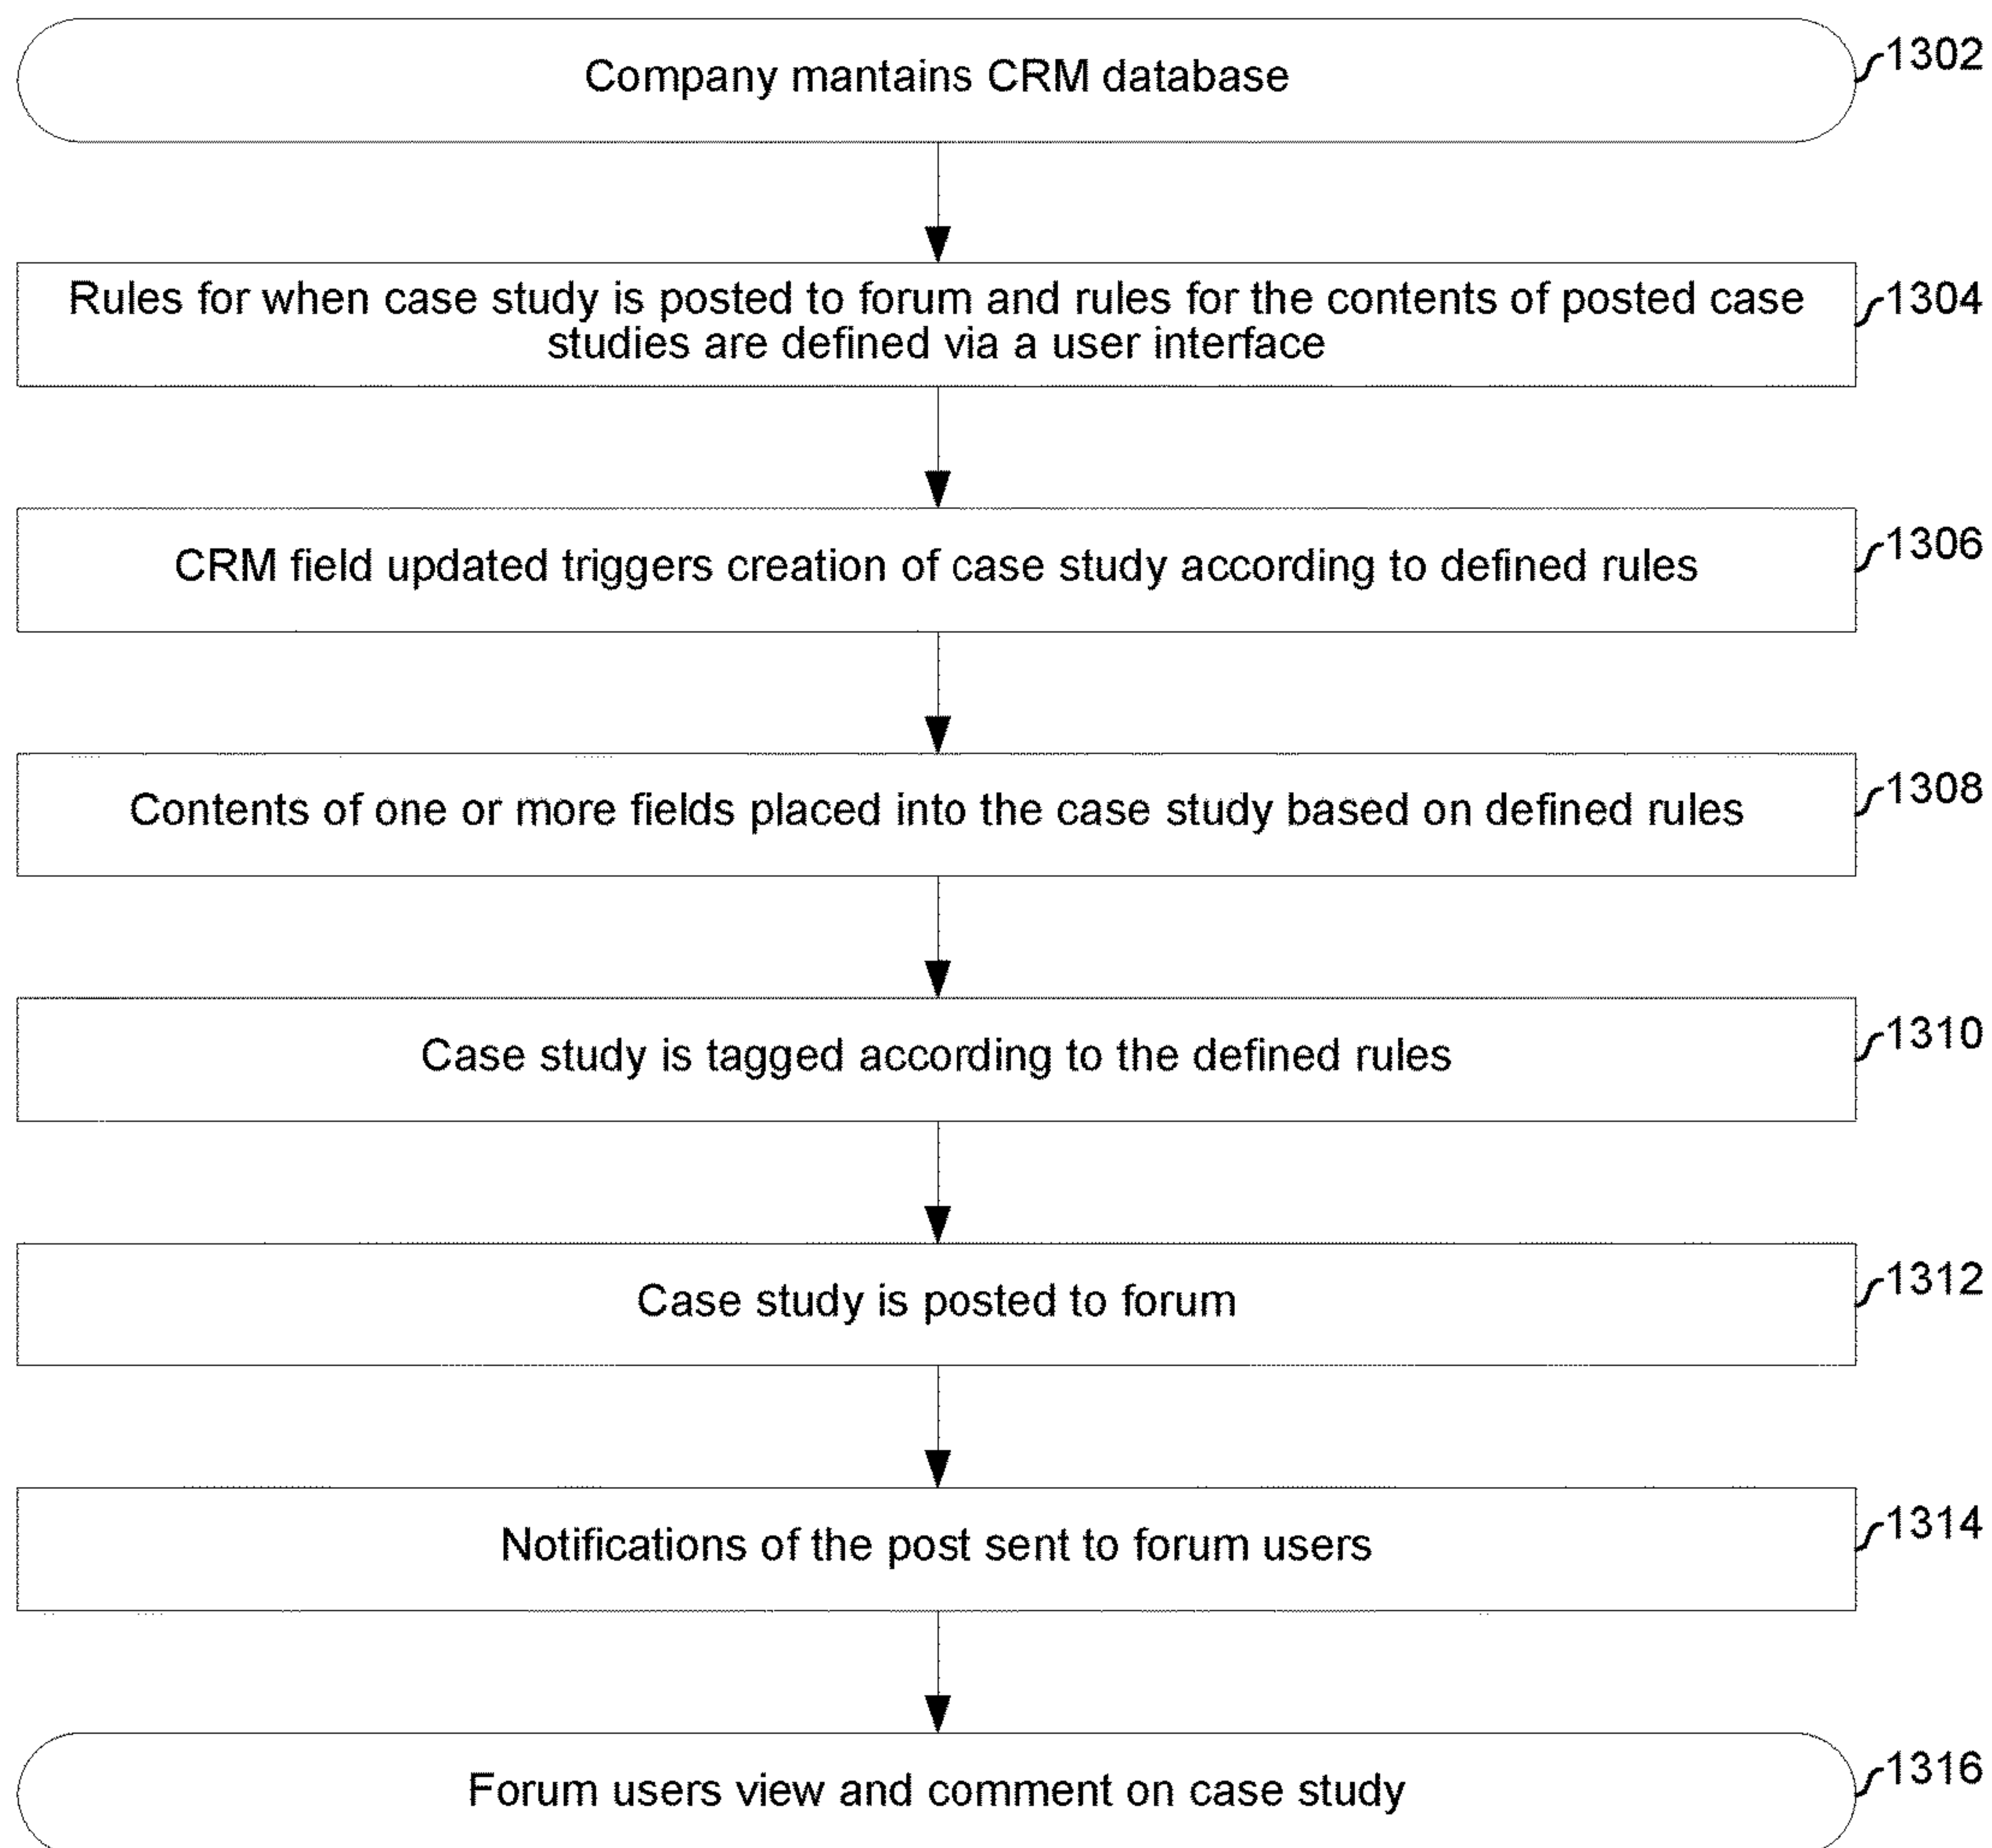 Company mantains CRM database
1302
Rules for when case study is posted to forum and rules for the contents of posted case
studies are defined via a user interface
1304
CRM field updated triggers creation of case study according to defined rules
1306
Contents of one or more fields placed into the case study based on defined rules
1308
Case study is tagged according to the defined rules
1310
Case study is posted to forum
1312
Notifications of the post sent to forum users
1314
Forum users view and comment on case study
1316